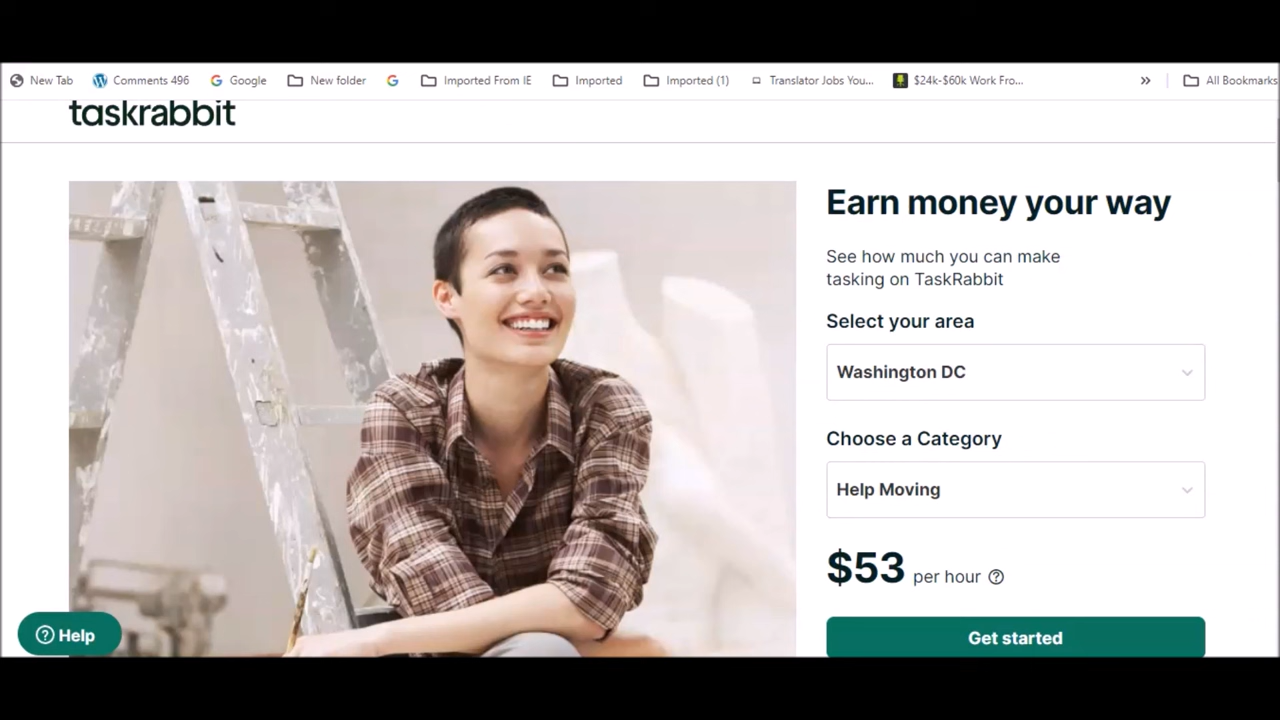 New Tab Comments 496 Google New folder Imported From IE Imported Imported (1) Translator Jobs You... $24k-$60k Work Fro... » All Bookmarks
taskrabbit
Earn money your way
See how much you can make
tasking on TaskRabbit
Select your area
Washington DC
Choose a Category
Help Moving
$53 per hour
Get started
Help